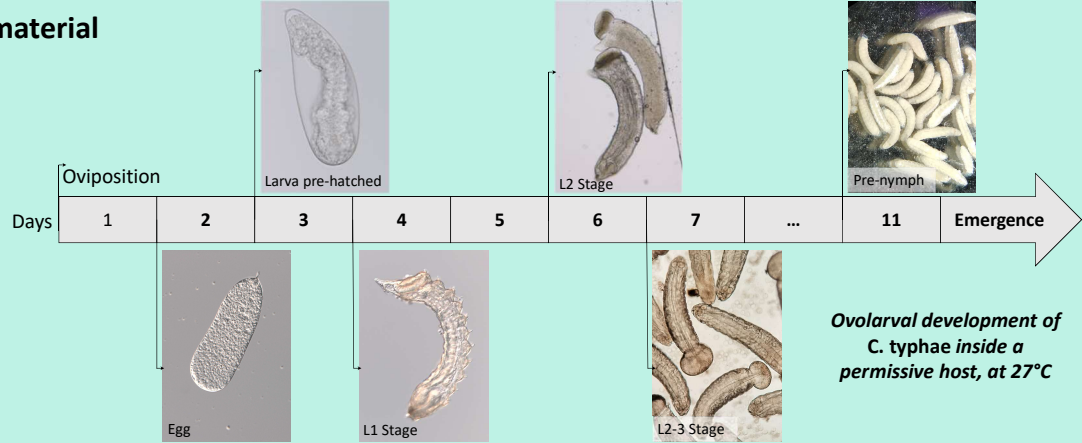 material
Larva pre-hatched
L2 Stage
Pre-nymph
Oviposition
Days 1 2 3 4 5 6 7 ... 11 Emergence
Egg
L1 Stage
L2-3 Stage
Ovolarval development of
C. typhae inside a
permissive host, at 27°C